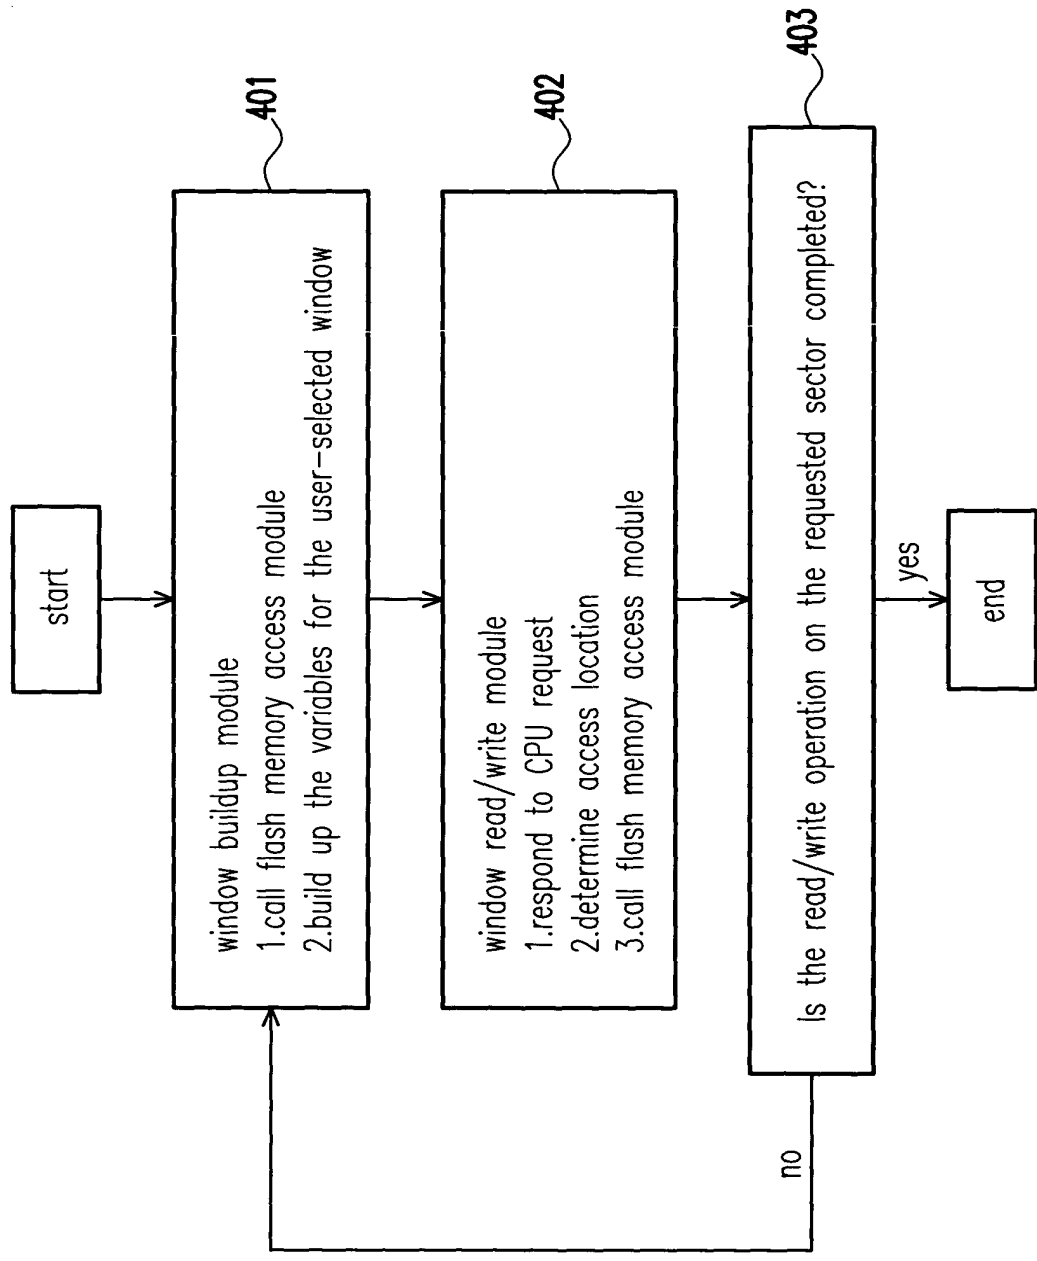 start
401
window buildup module
1.call flash memory access module
2.build up the variables for the user-selected window
402
window read/write module
1.respond to CPU request
2.determine access location
3.call flash memory access module
403
Is the read/write operation on the requested sector completed?
no
yes
end